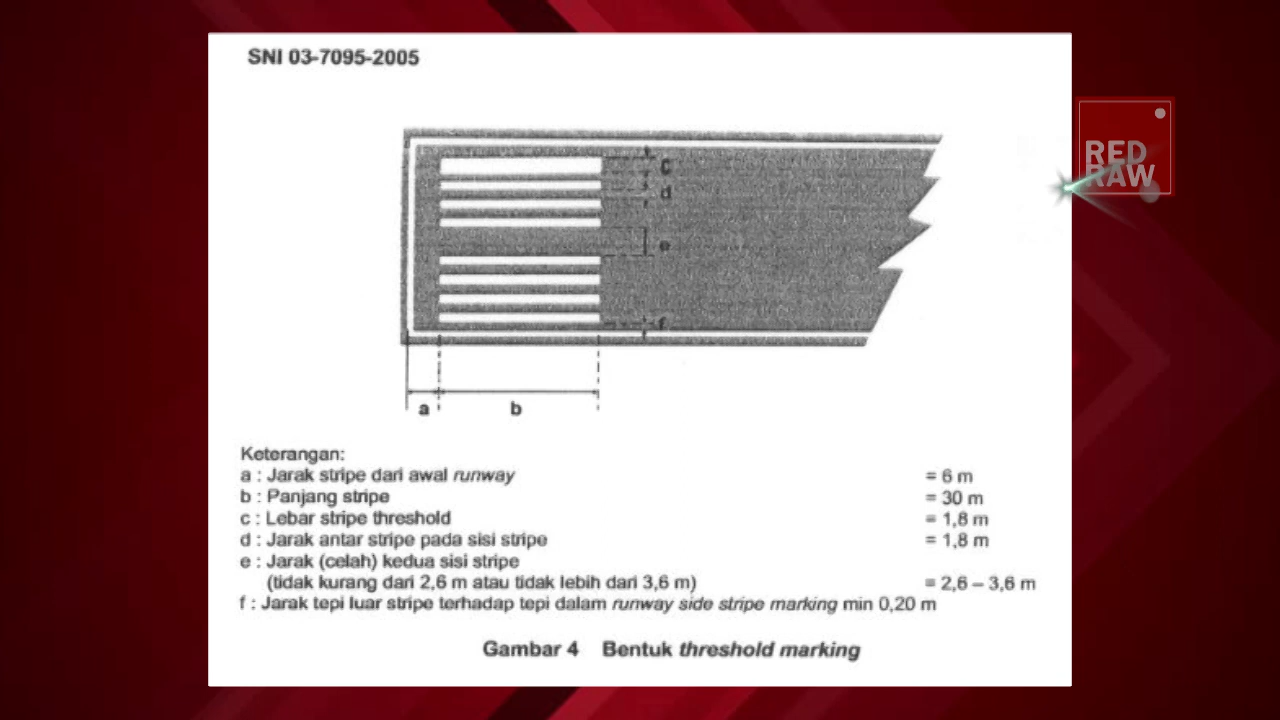 SNI 03-7095-2005
RED
RAW
c
d
e
f
a
b
Keterangan:
a : Jarak stripe dari awal runway = 6 m
b : Panjang stripe = 30 m
c : Lebar stripe threshold = 1,8 m
d : Jarak antar stripe pada sisi stripe = 1,8 m
e : Jarak (celah) kedua sisi stripe
(tidak kurang dari 2,6 m atau tidak lebih dari 3,6 m) = 2,6 – 3,6 m
f : Jarak tepi luar stripe terhadap tepi dalam runway side stripe marking min 0,20 m
Gambar 4 Bentuk threshold marking